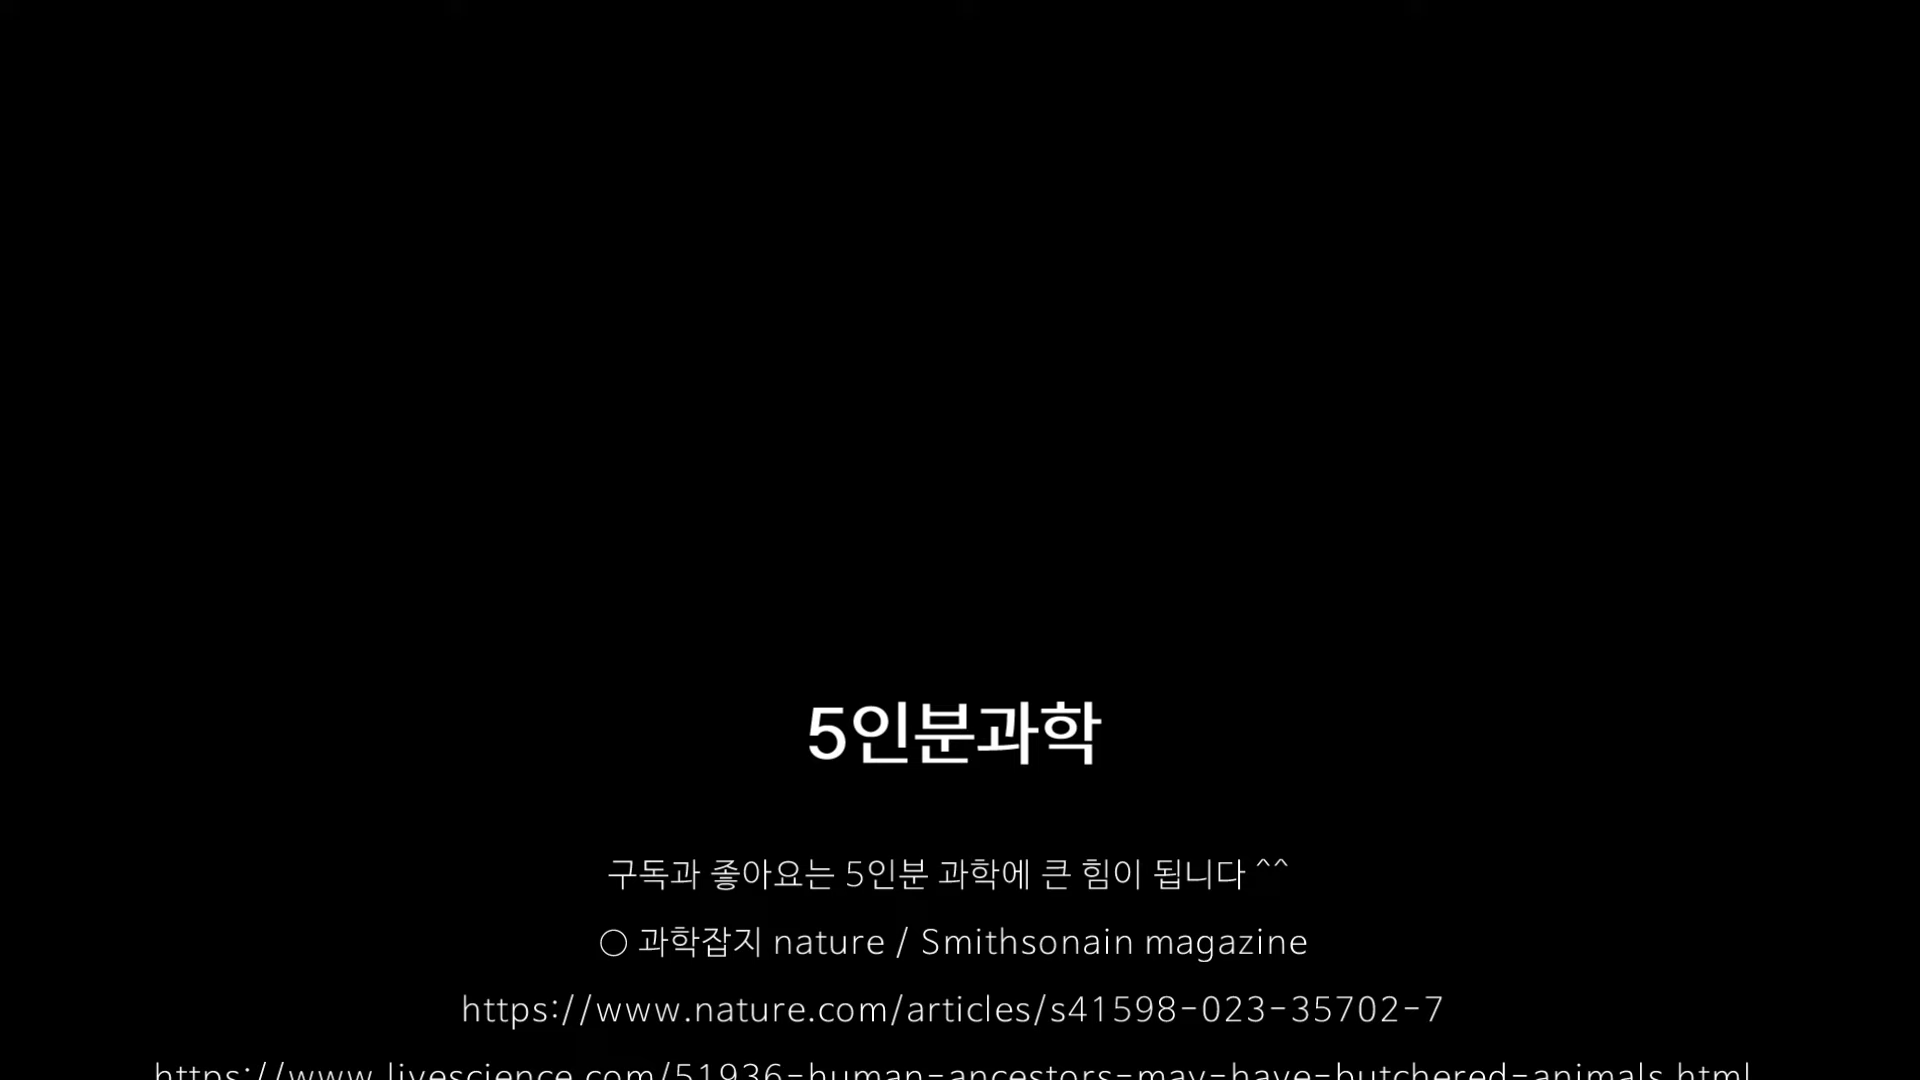 5인분과학
구독과 좋아요는 5인분 과학에 큰 힘이 됩니다 ^^
○ 과학잡지 nature / Smithsonain magazine
https://www.nature.com/articles/s41598-023-35702-7
https://www.livescience.com/51936-human-ancestors-may-have-butchered-animals.html